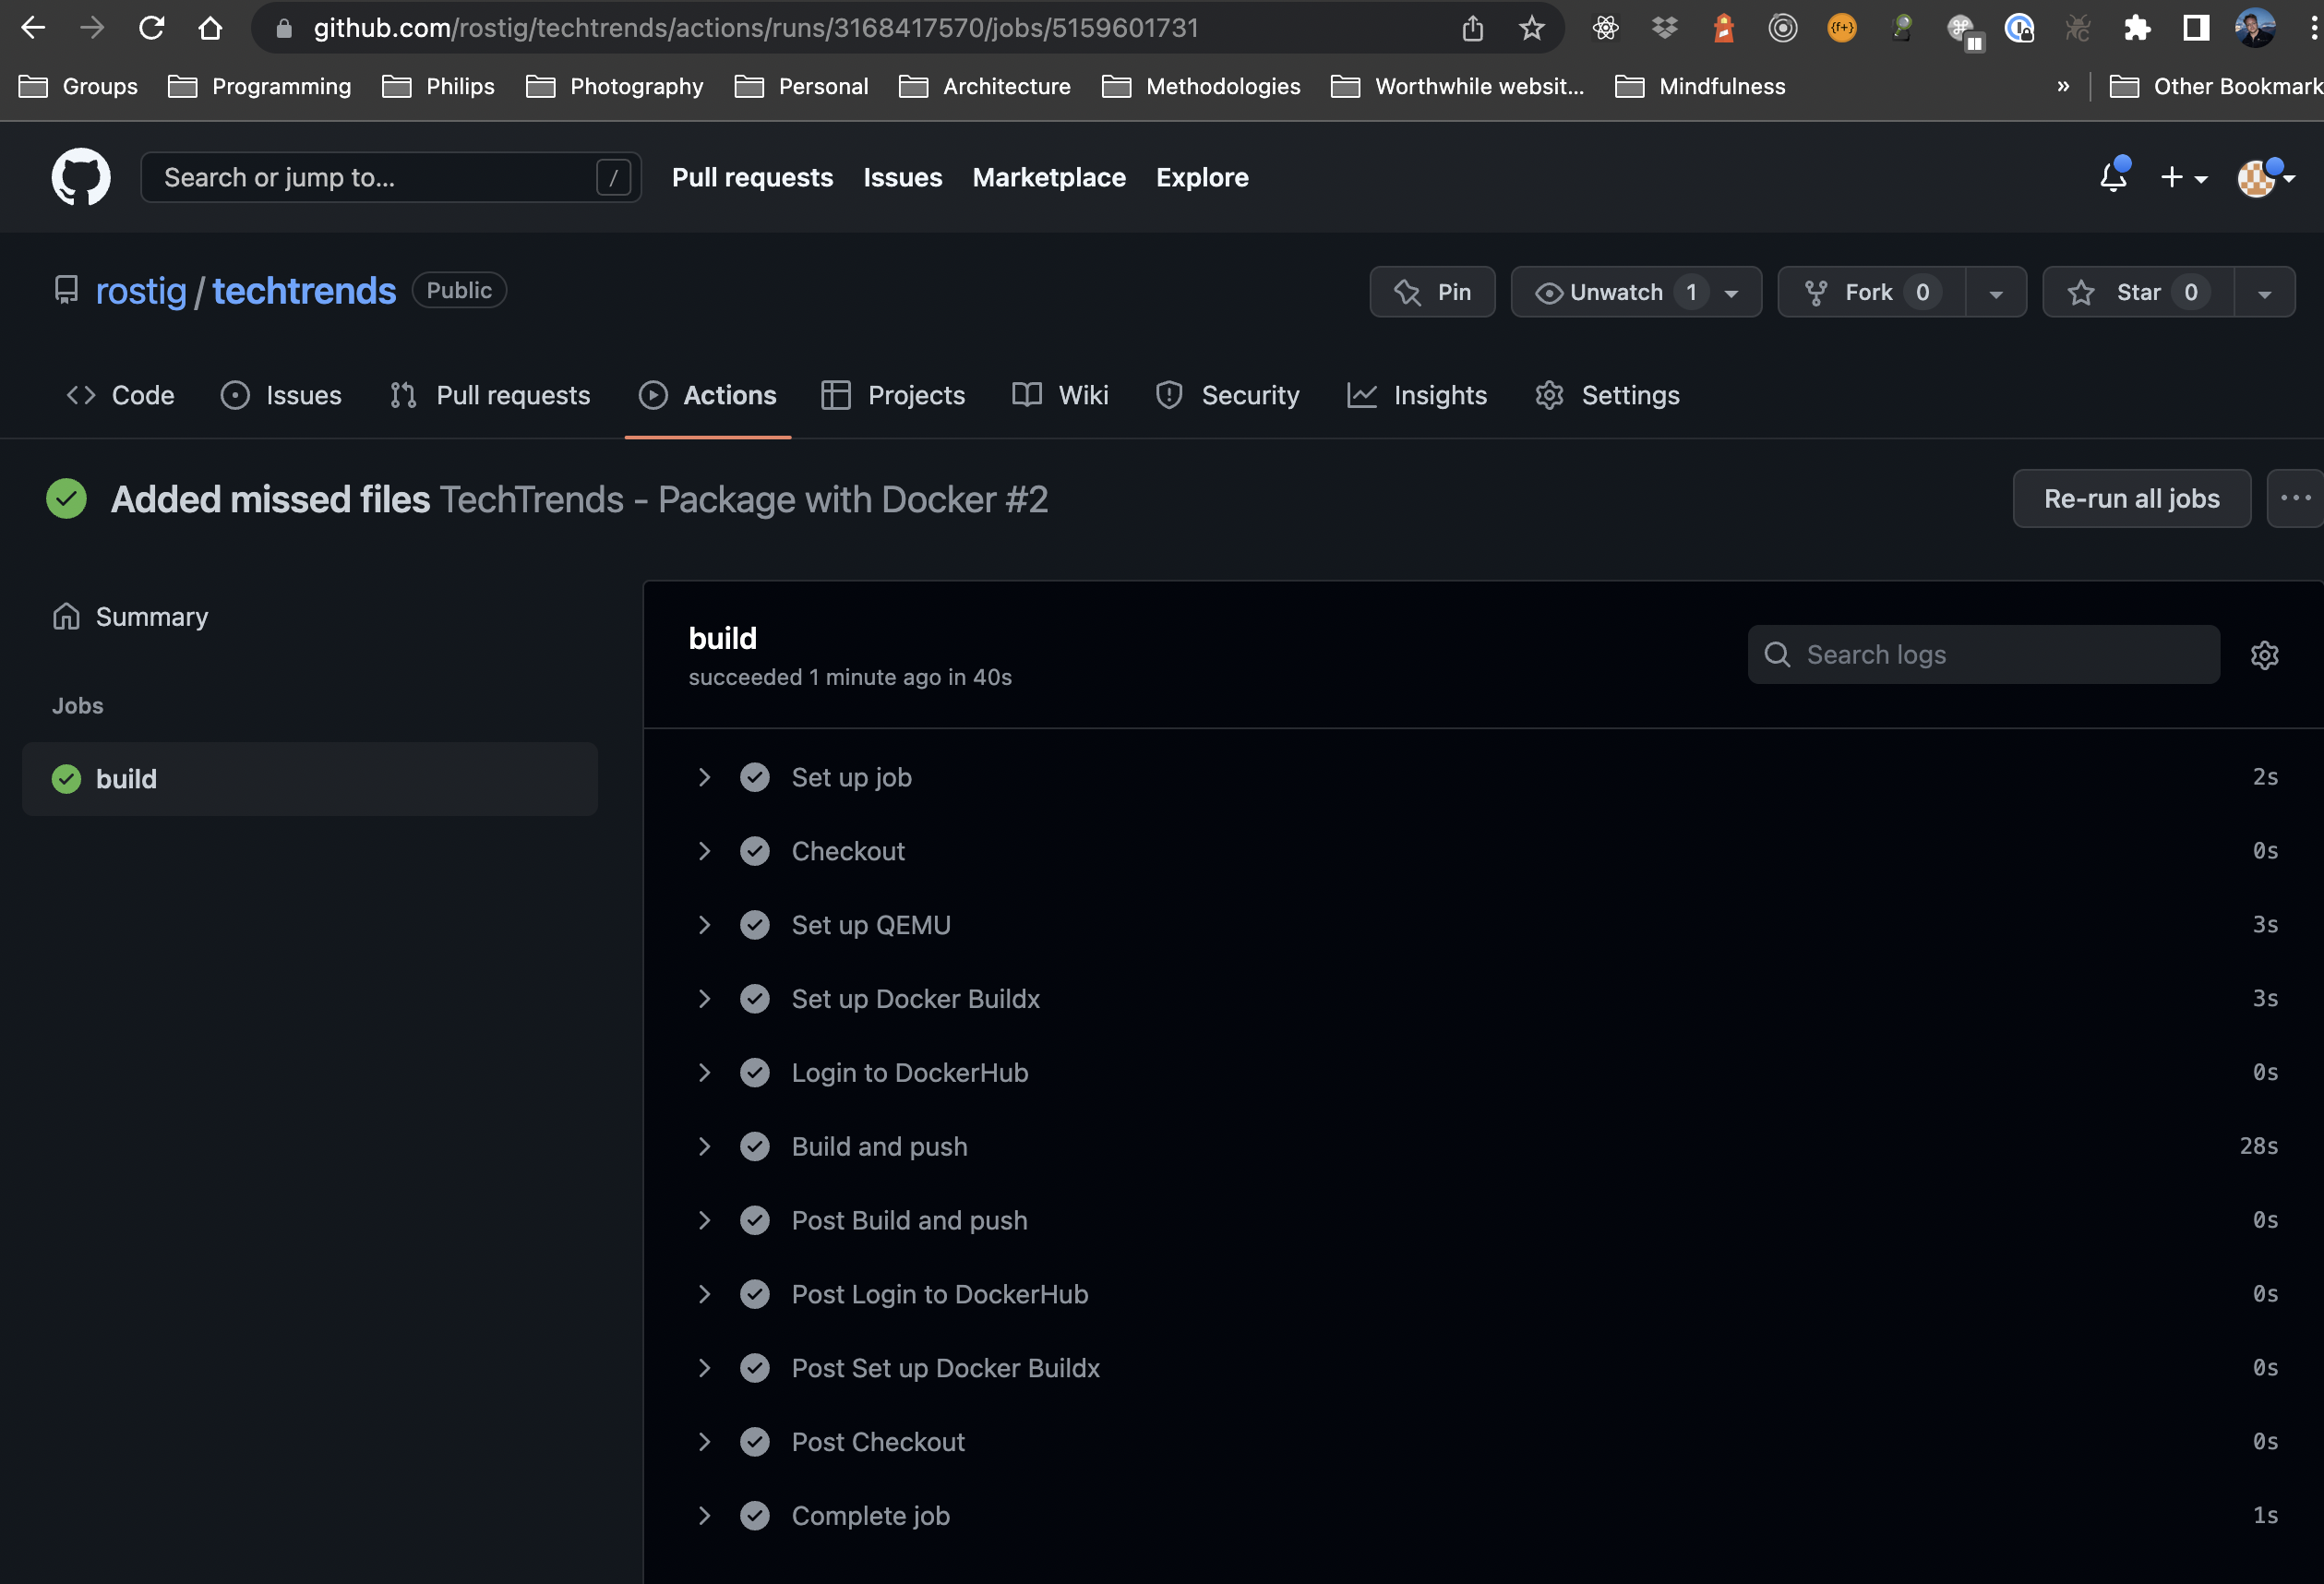 github.com/rostig/techtrends/actions/runs/3168417570/jobs/5159601731
{f+}
Groups Programming Philips Photography Personal Architecture Methodologies Worthwhile websit... Mindfulness » Other Bookmark
Search or jump to... / Pull requests Issues Marketplace Explore
rostig / techtrends Public Pin Unwatch 1 Fork 0 Star 0
Code Issues Pull requests Actions Projects Wiki Security Insights Settings
Added missed files TechTrends - Package with Docker #2 Re-run all jobs ...
Summary
Jobs
build
build
succeeded 1 minute ago in 40s
Search logs
Set up job 2s
Checkout 0s
Set up QEMU 3s
Set up Docker Buildx 3s
Login to DockerHub 0s
Build and push 28s
Post Build and push 0s
Post Login to DockerHub 0s
Post Set up Docker Buildx 0s
Post Checkout 0s
Complete job 1s